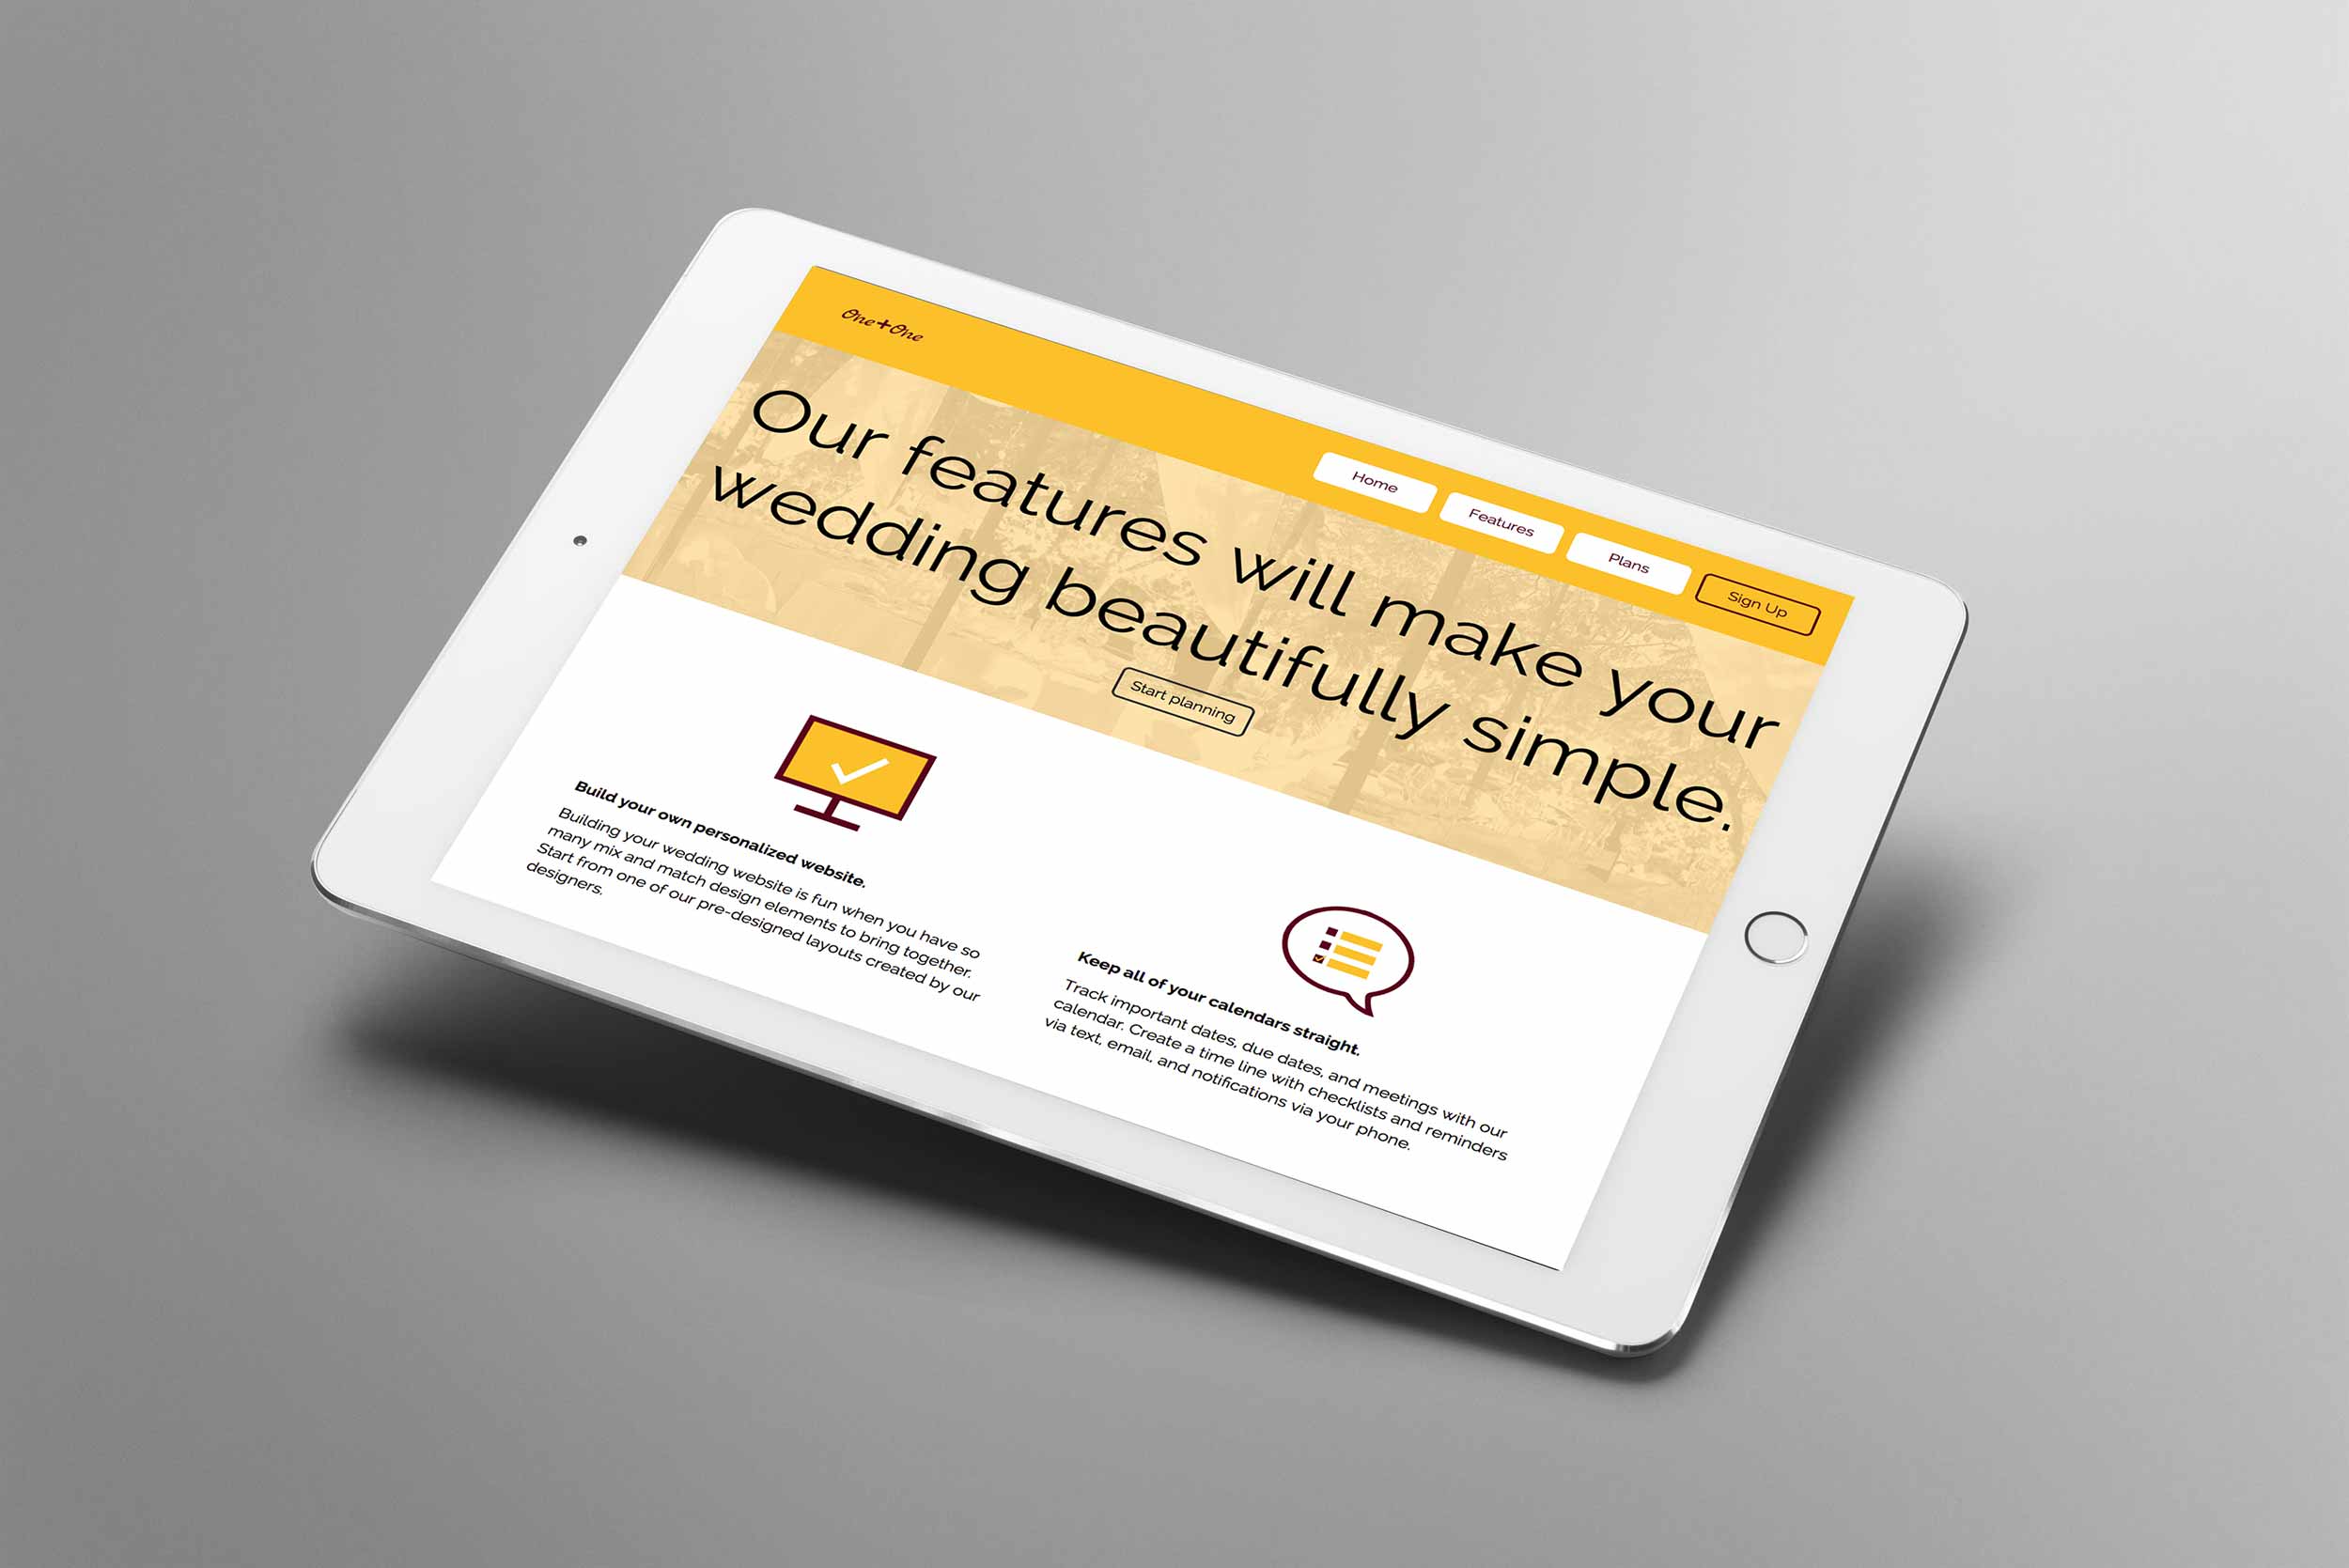 One+One
Home
Features
Plans
Sign Up
Our features will make your
wedding beautifully simple.
Start planning
Build your own personalized website.
Building your wedding website is fun when you have so
many mix and match design elements to bring together.
Start from one of our pre-designed layouts created by our
designers.
Keep all of your calendars straight.
Track important dates, due dates, and meetings with our
calendar. Create a time line with checklists and reminders
via text, email, and notifications via your phone.